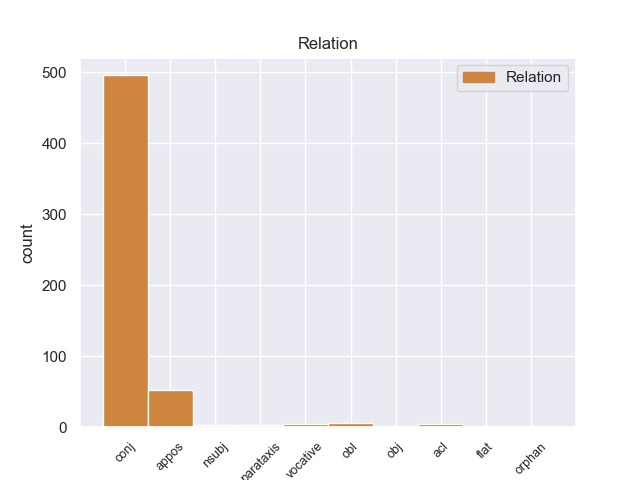 Relation
Relation
500
400
300
200
100
0
count
conj
appos
nsubj
parataxis
vocative
obl
obj
acl
flat
orphan